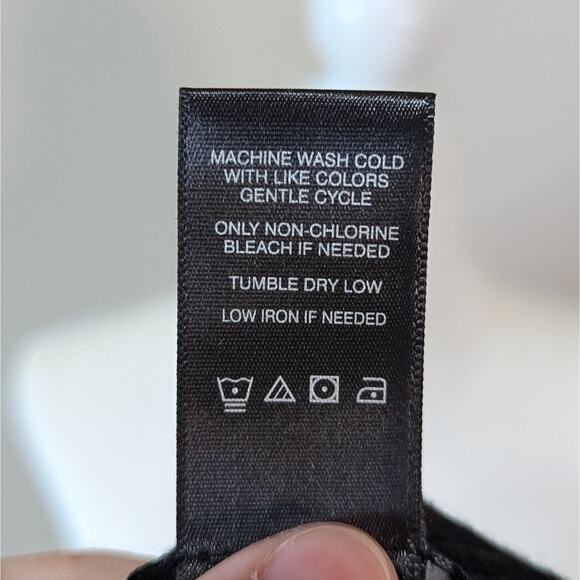 MACHINE WASH COLD
WITH LIKE COLORS
GENTLE CYCLE
ONLY NON-CHLORINE
BLEACH IF NEEDED
TUMBLE DRY LOW
LOW IRON IF NEEDED